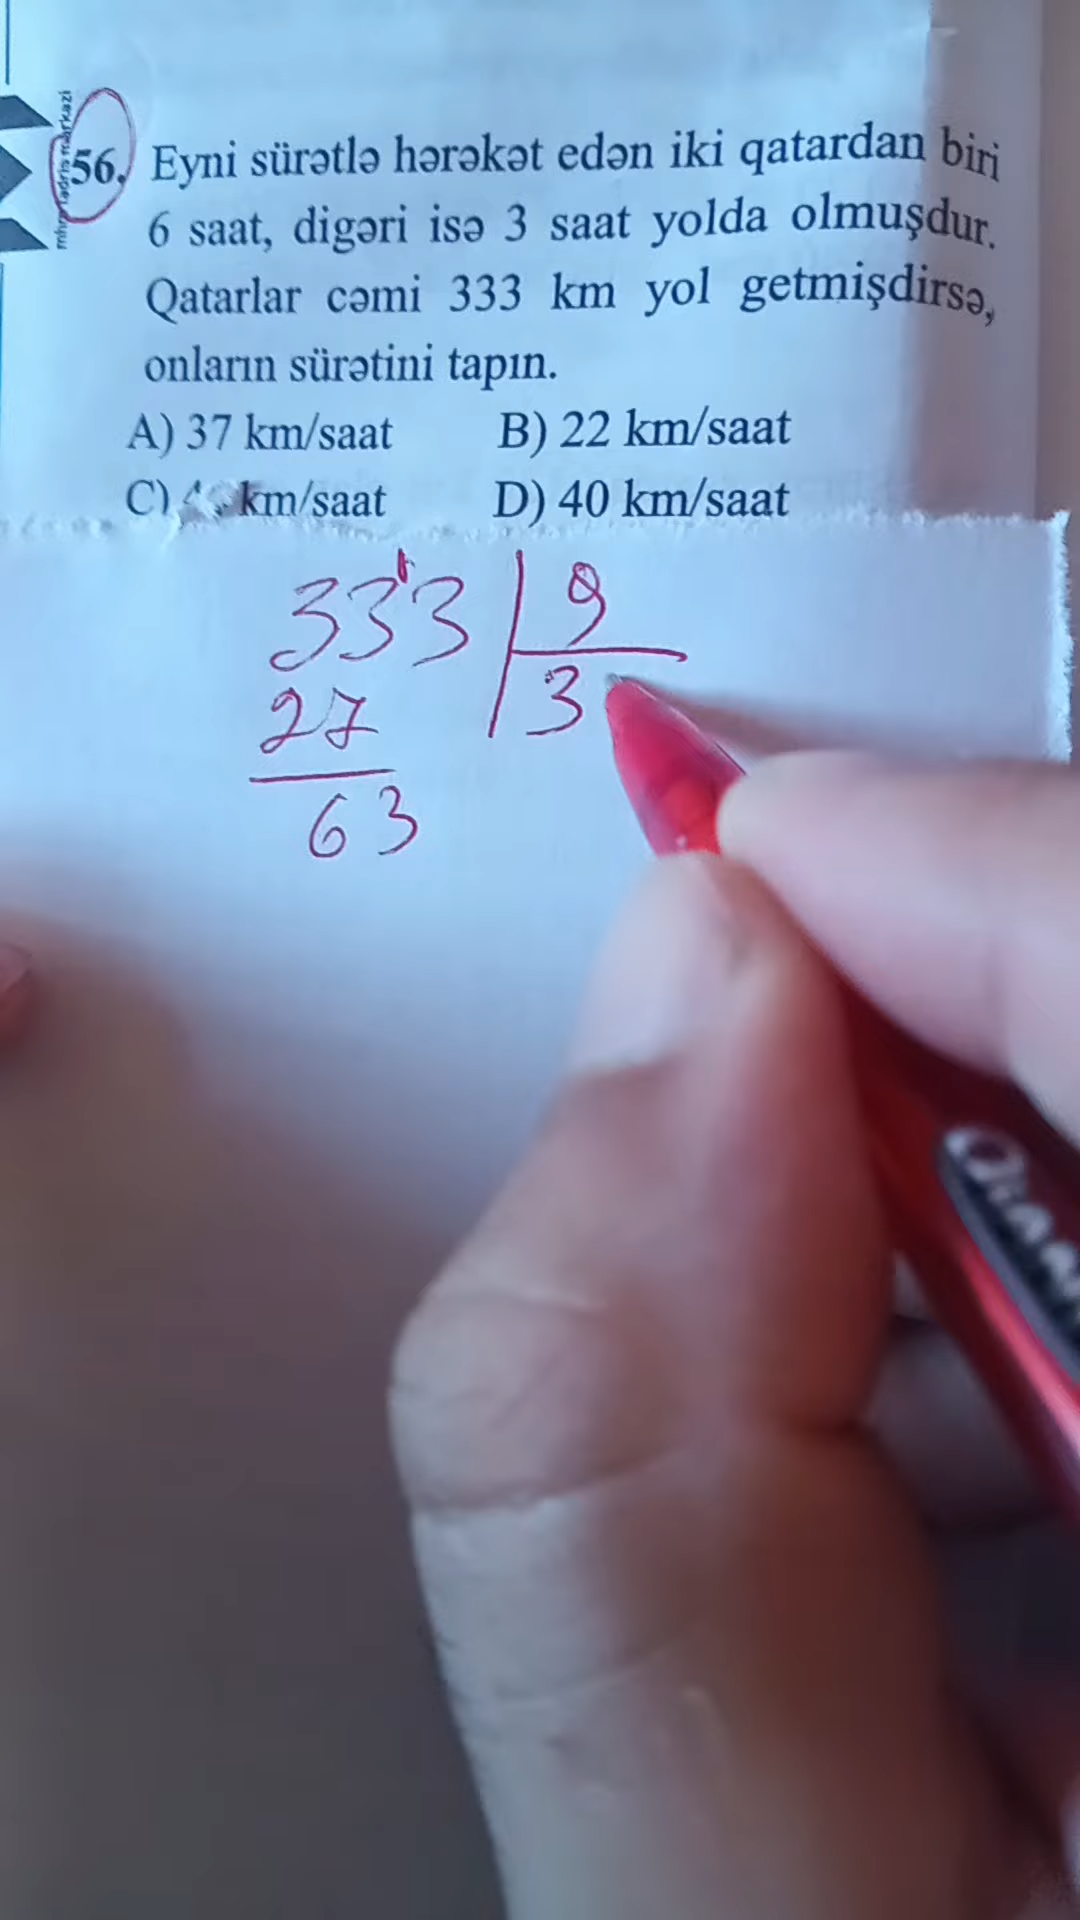 56. Eyni sürətlə hərəkət edən iki qatardan biri
6 saat, digəri isə 3 saat yolda olmuşdur.
Qatarlar cəmi 333 km yol getmişdirsə,
onların sürətini tapın.
A) 37 km/saat B) 22 km/saat
C) km/saat D) 40 km/saat
333 9
27 3
63